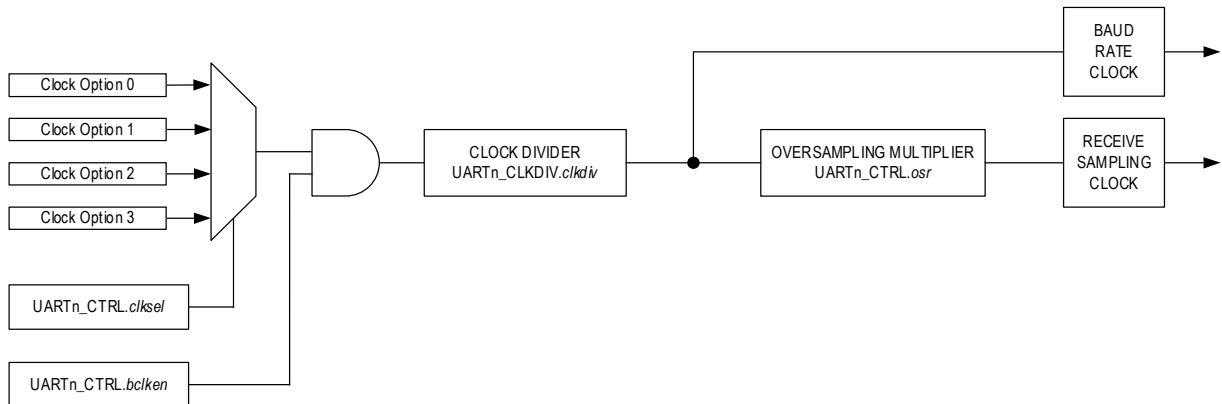 Clock Option 0
Clock Option 1
Clock Option 2
Clock Option 3
UARTn_CTRL.clksel
UARTn_CTRL.bclken
CLOCK DIVIDER
UARTn_CLKDIV.clkdiv
OVERSAMPLING MULTIPLIER
UARTn_CTRL.osr
BAUD
RATE
CLOCK
RECEIVE
SAMPLING
CLOCK